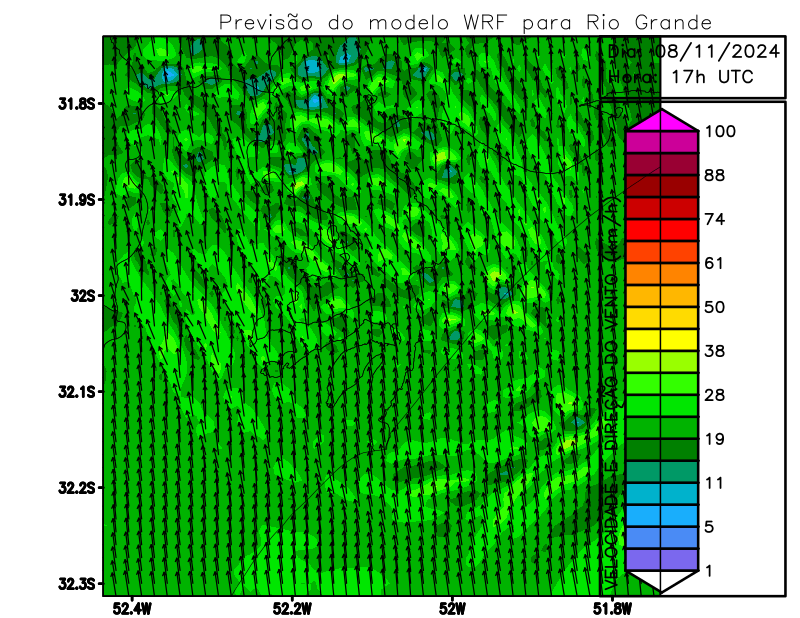 Previsão do modelo WRF para Rio Grande
Dia: 08/11/2024
Hora: 17h UTC
31.8S
31.9S
32S
32.1S
32.2S
32.3S
52.4W
52.2W
52W
51.8W
VELOCIDADE E DIREÇÃO DO VENTO (km/h)
100
88
74
61
50
38
28
19
11
5
1